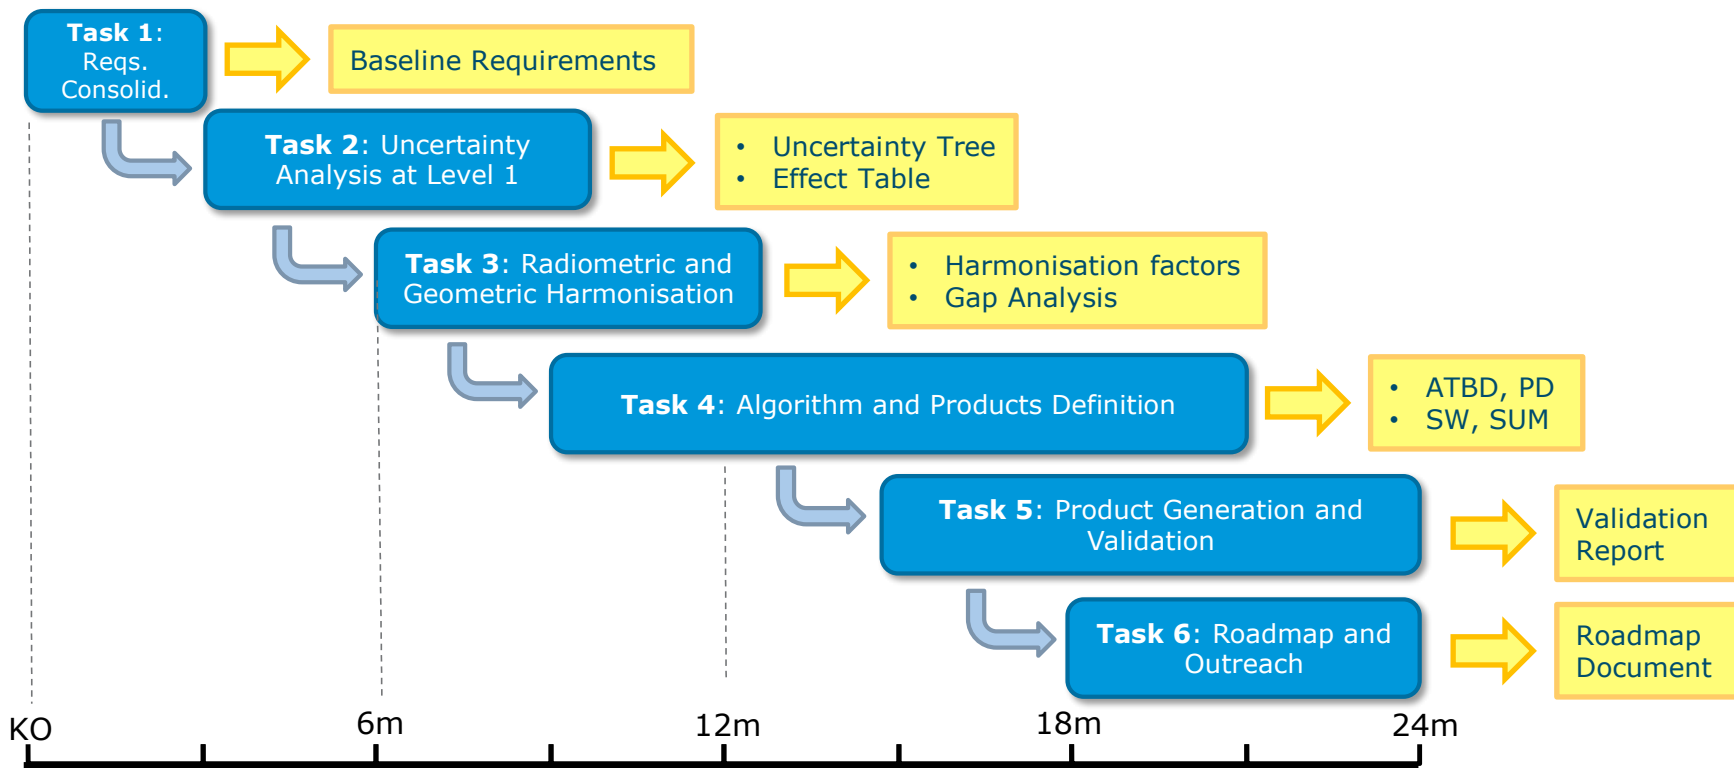 Task 1:
Reqs.
Consolid.
Baseline Requirements
Task 2: Uncertainty
Analysis at Level 1
• Uncertainty Tree
• Effect Table
Task 3: Radiometric and
Geometric Harmonisation
• Harmonisation factors
• Gap Analysis
Task 4: Algorithm and Products Definition
• ATBD, PD
• SW, SUM
Task 5: Product Generation and
Validation
Validation
Report
Task 6: Roadmap and
Outreach
Roadmap
Document
KO 6m 12m 18m 24m